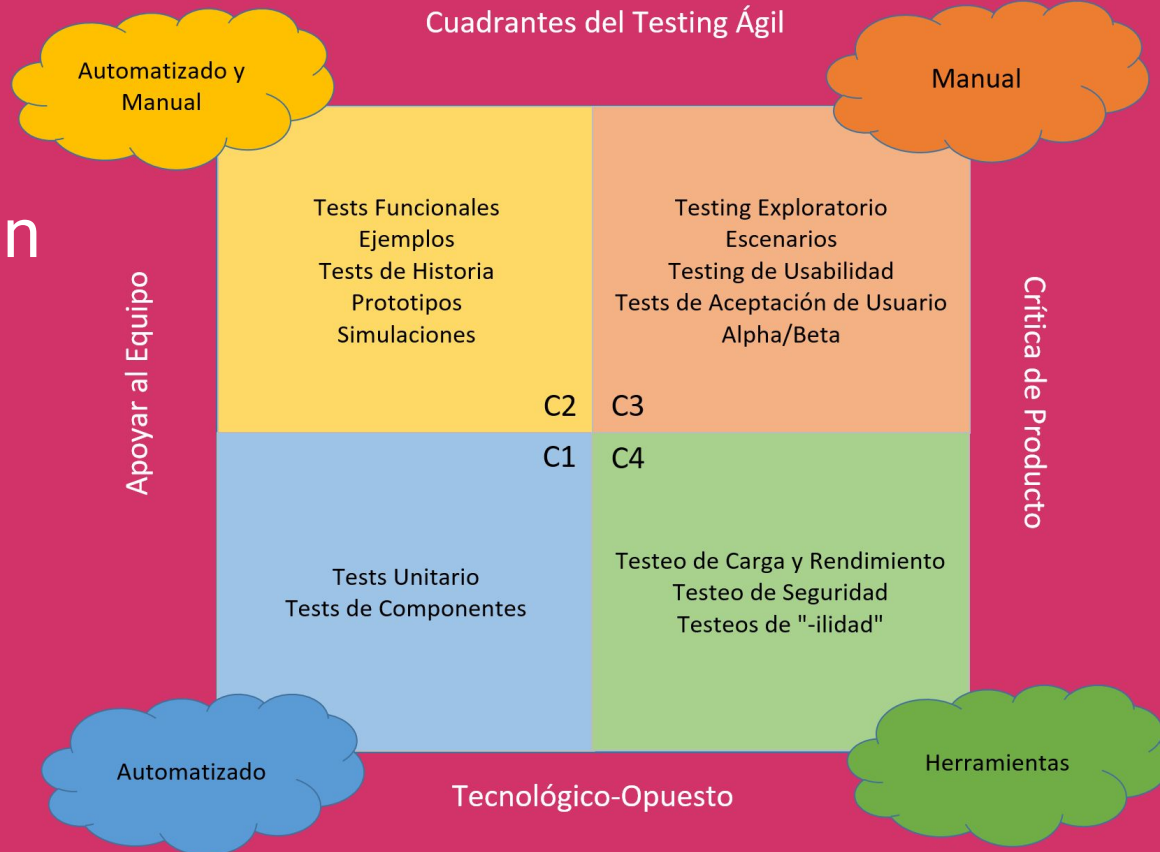 Cuadrantes del Testing Ágil
Automatizado y
Manual
Manual
n
Apoyar al Equipo
Tests Funcionales
Ejemplos
Tests de Historia
Prototipos
Simulaciones
C2
Testing Exploratorio
Escenarios
Testing de Usabilidad
Tests de Aceptación de Usuario
Alpha/Beta
C3
Crítica de Producto
C1
Tests Unitario
Tests de Componentes
C4
Testeo de Carga y Rendimiento
Testeo de Seguridad
Testeos de "-ilidad"
Automatizado
Herramientas
Tecnológico-Opuesto